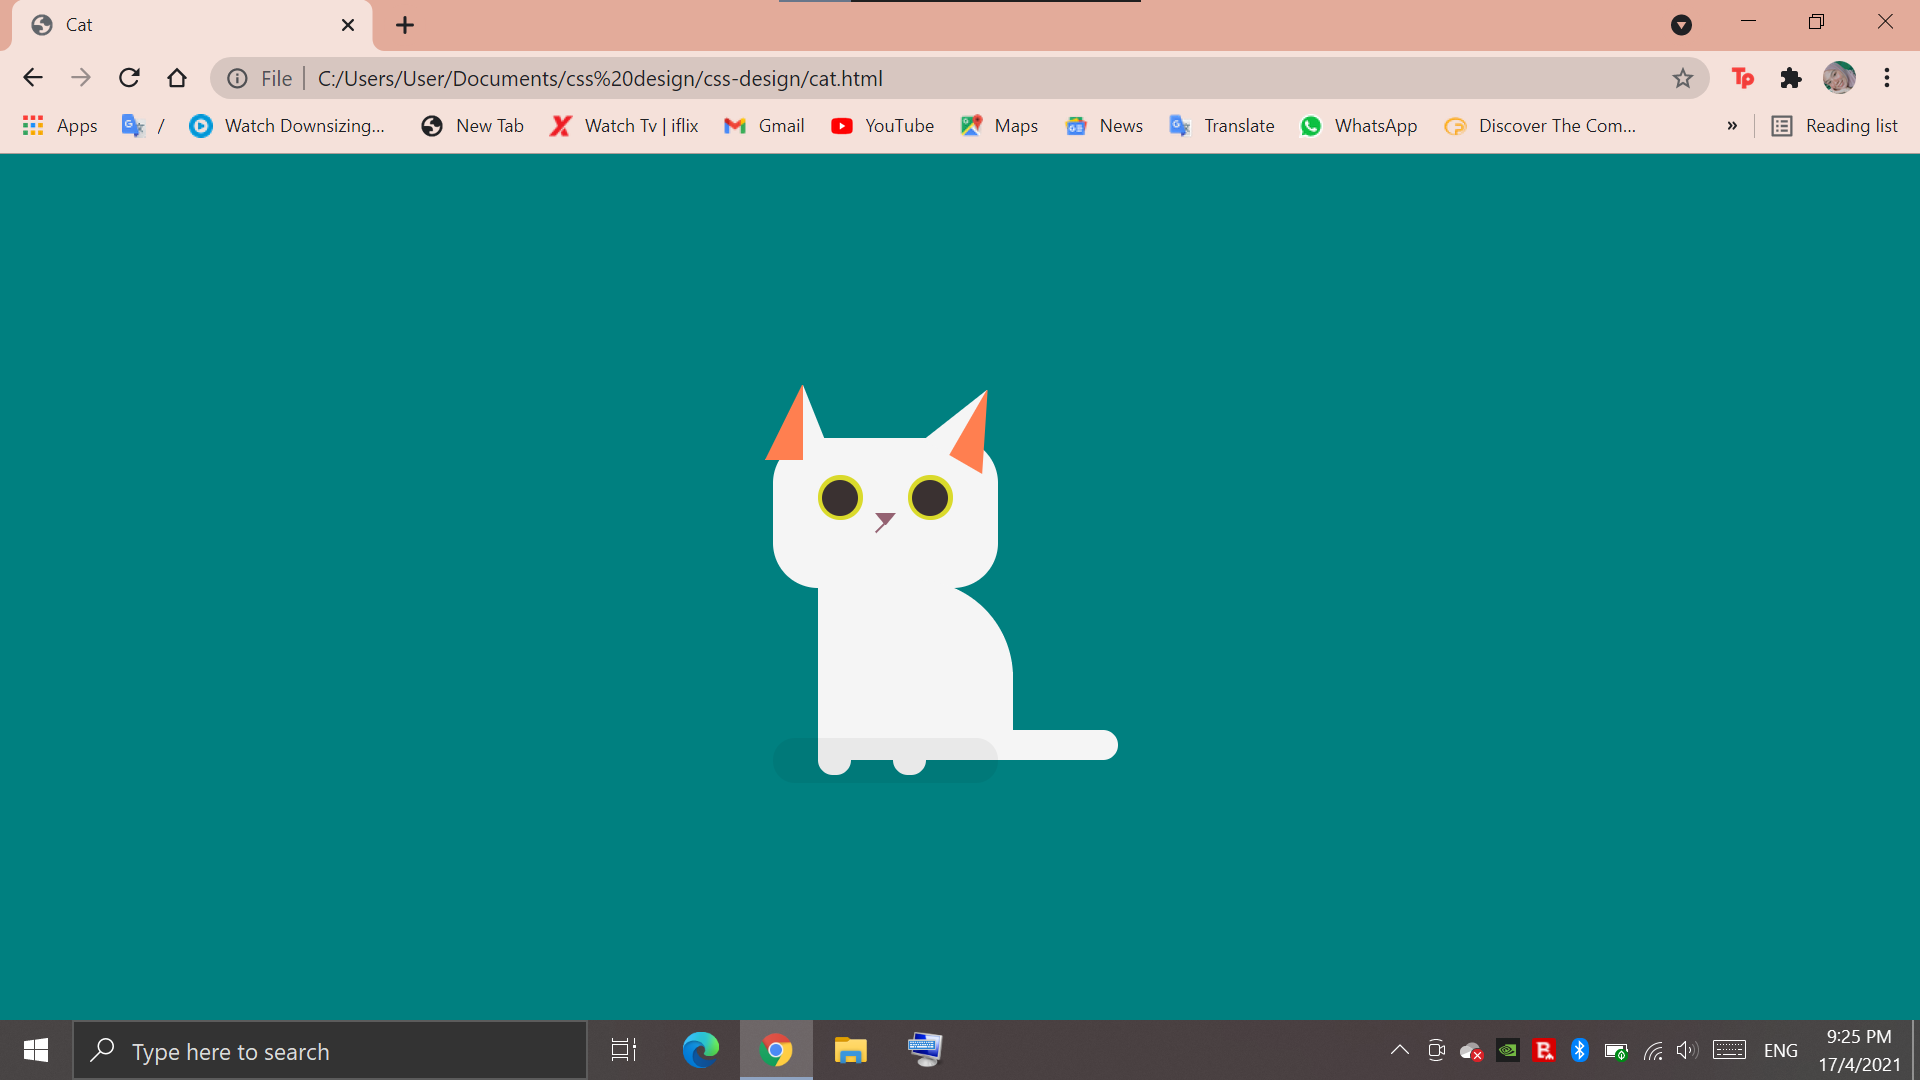 Cat
File
C:/Users/User/Documents/css%20design/css-design/cat.html
Tp
Apps
/
Watch Downsizing...
New Tab
Watch Tv | iflix
Gmail
YouTube
Maps
News
Translate
WhatsApp
Discover The Com...
»
Reading list
Type here to search
ENG
9:25 PM
17/4/2021